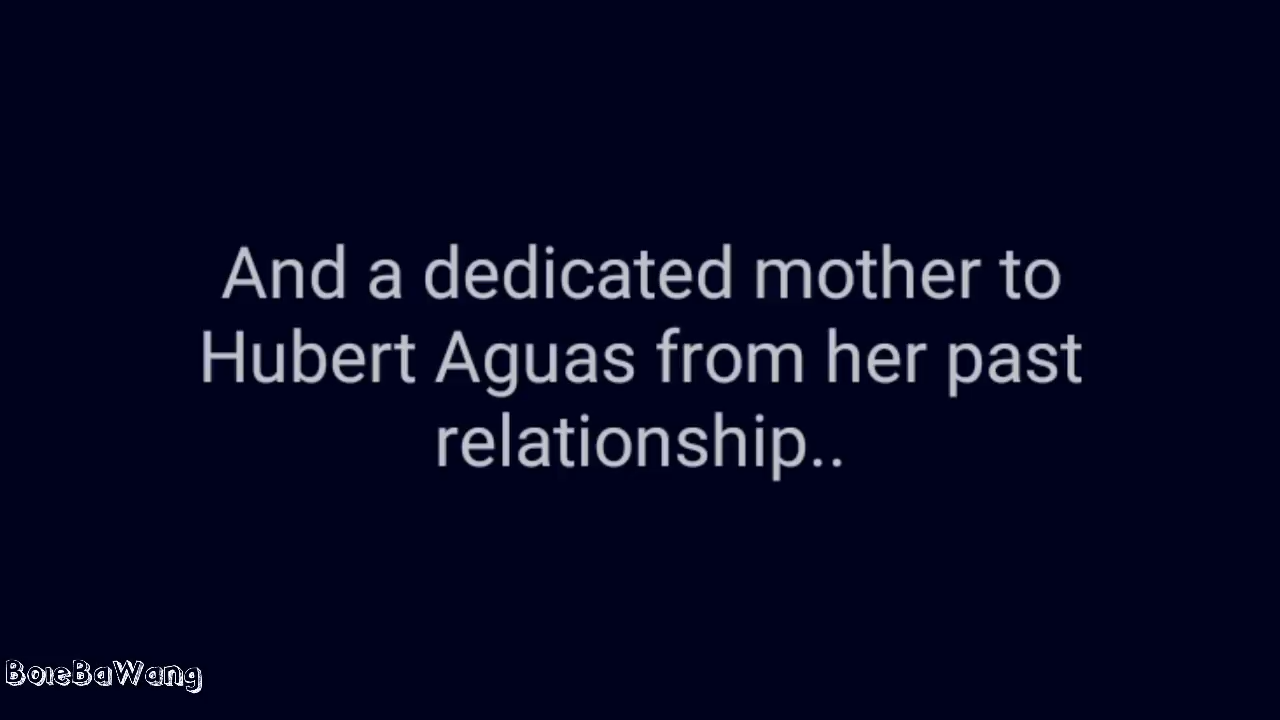 And a dedicated mother to
Hubert Aguas from her past
relationship..
BoieBaWang